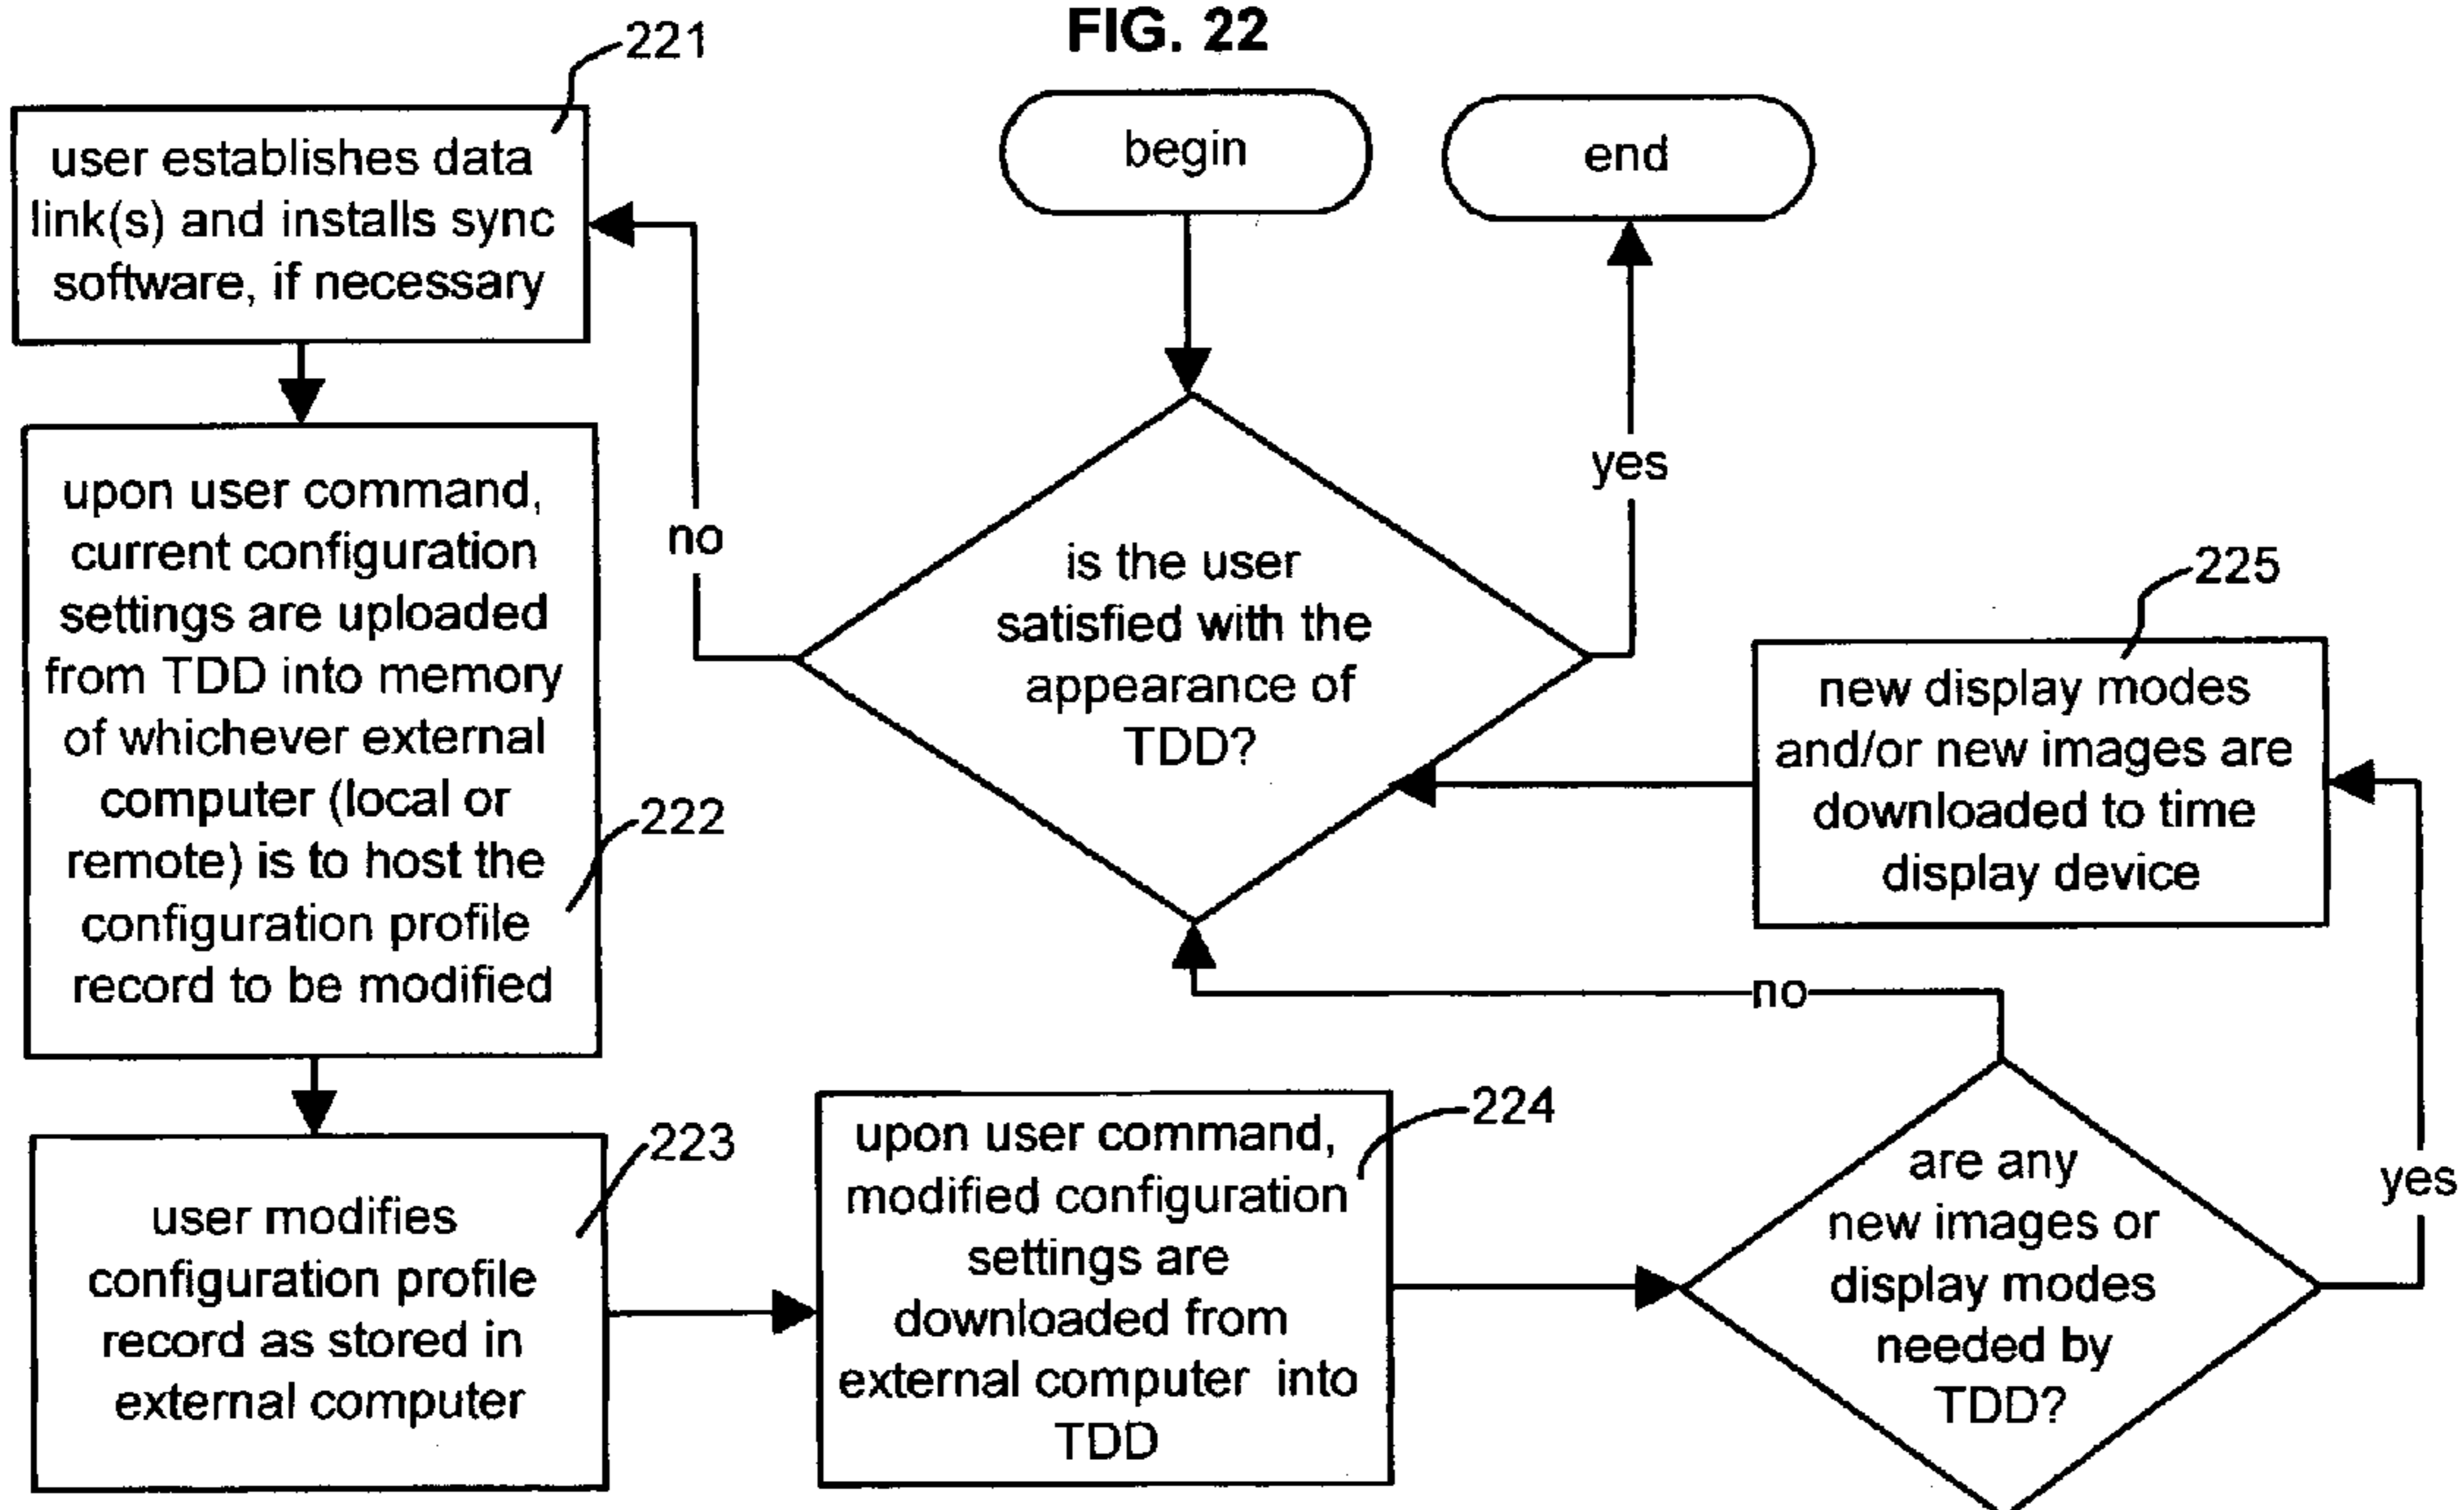 FIG. 22
221
user establishes data
link(s) and installs sync
software, if necessary
begin
end
upon user command,
current configuration
settings are uploaded
from TDD into memory
of whichever external
computer (local or
remote) is to host the
configuration profile
record to be modified
222
no
is the user
satisfied with the
appearance of
TDD?
yes
225
new display modes
and/or new images are
downloaded to time
display device
no
223
user modifies
configuration profile
record as stored in
external computer
224
upon user command,
modified configuration
settings are
downloaded from
external computer into
TDD
are any
new images or
display modes
needed by
TDD?
yes